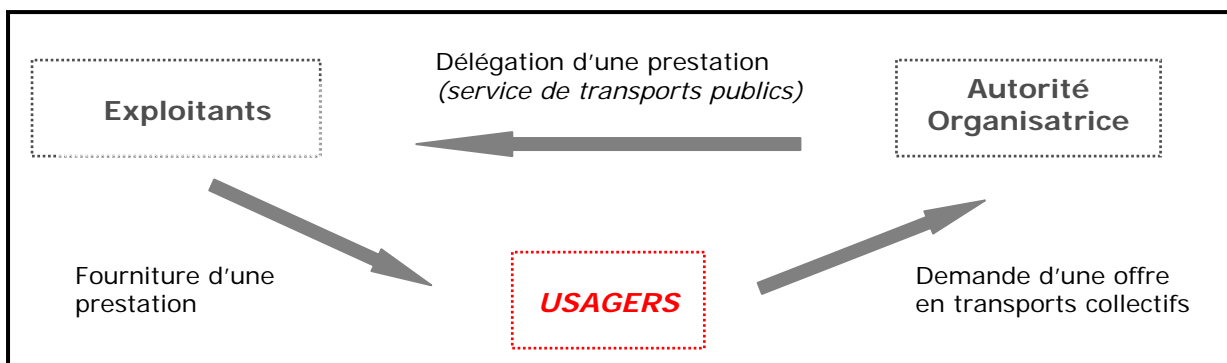 Délégation d'une prestation
(service de transports publics)
Exploitants
Autorité
Organisatrice
Fourniture d'une
prestation
USAGERS
Demande d'une offre
en transports collectifs